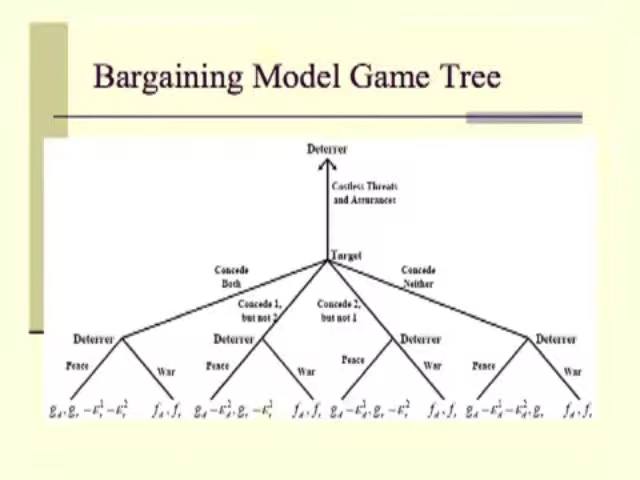 Bargaining Model Game Tree
Deterrer
Costless Threats
and Assurances
Target
Concede
Both
Concede
Neither
Concede 1,
but not 2
Concede 2,
but not 1
Deterrer
Deterrer
Deterrer
Deterrer
Peace
War
Peace
War
Peace
War
Peace
War